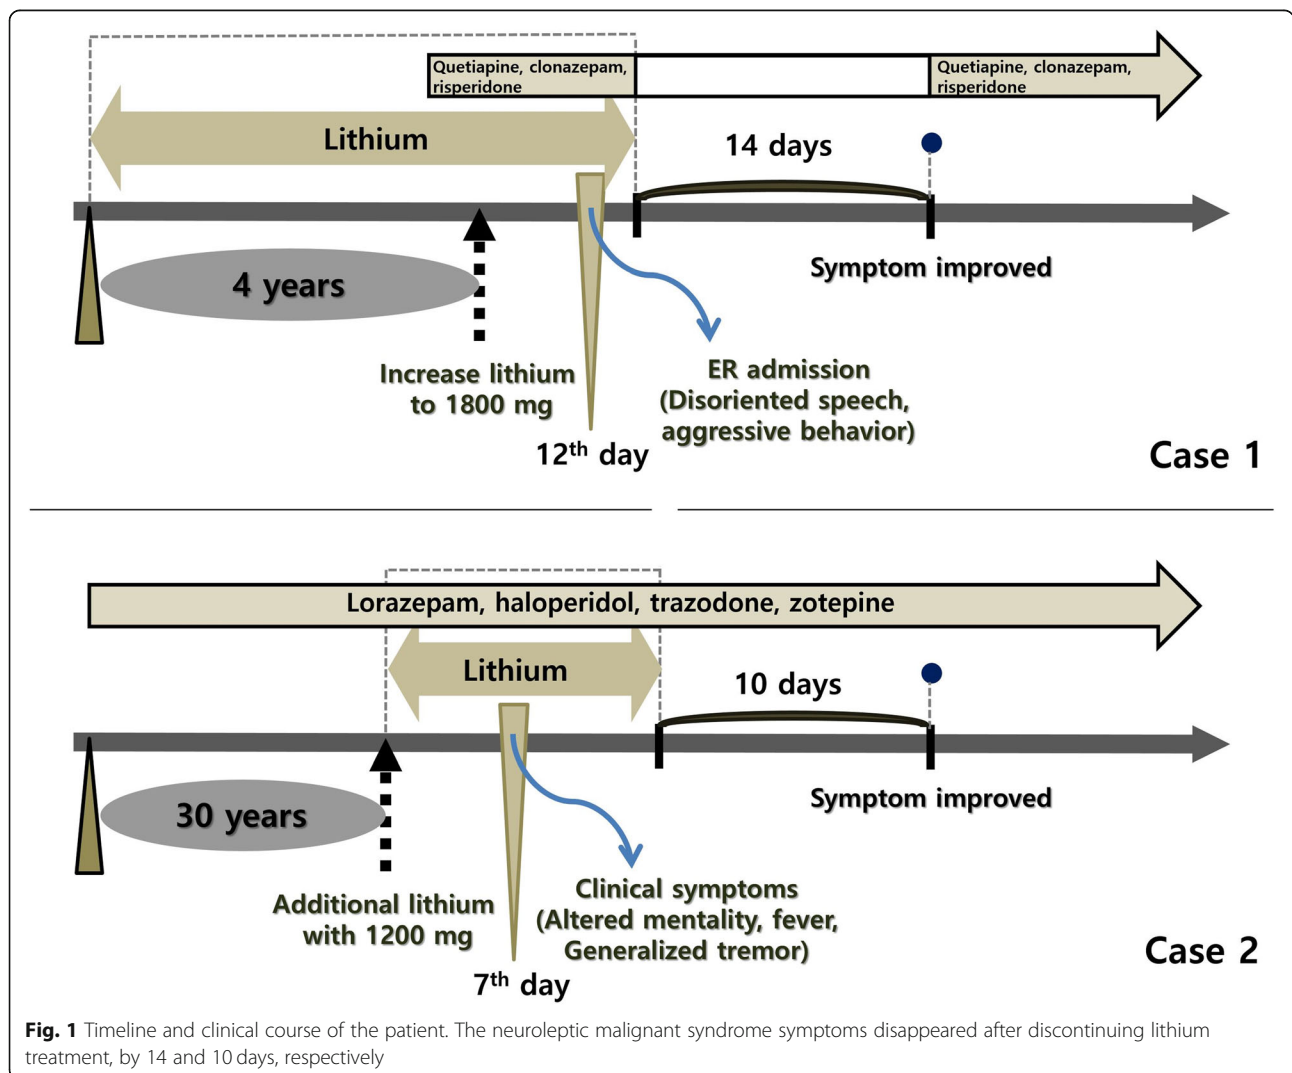 Quetiapine, clonazepam,
risperidone
Quetiapine, clonazepam,
risperidone
Lithium
14 days
4 years
Symptom improved
Increase lithium
to 1800 mg
ER admission
(Disoriented speech,
aggressive behavior)
12th day
Case 1
Lorazepam, haloperidol, trazodone, zotepine
Lithium
10 days
30 years
Symptom improved
Additional lithium
with 1200 mg
Clinical symptoms
(Altered mentality, fever,
Generalized tremor)
7th day
Case 2
Fig. 1 Timeline and clinical course of the patient. The neuroleptic malignant syndrome symptoms disappeared after discontinuing lithium
treatment, by 14 and 10 days, respectively